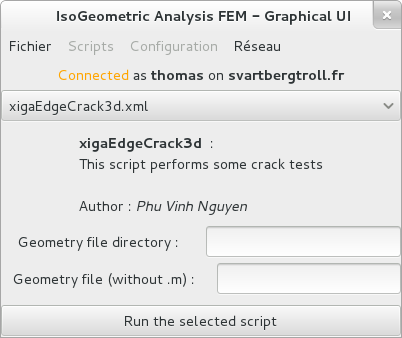 IsoGeometric Analysis FEM - Graphical UI
Fichier Scripts Configuration Réseau
Connected as thomas on svartbergtroll.fr
xigaEdgeCrack3d.xml
xigaEdgeCrack3d :
This script performs some crack tests
Author : Phu Vinh Nguyen
Geometry file directory :
Geometry file (without .m) :
Run the selected script